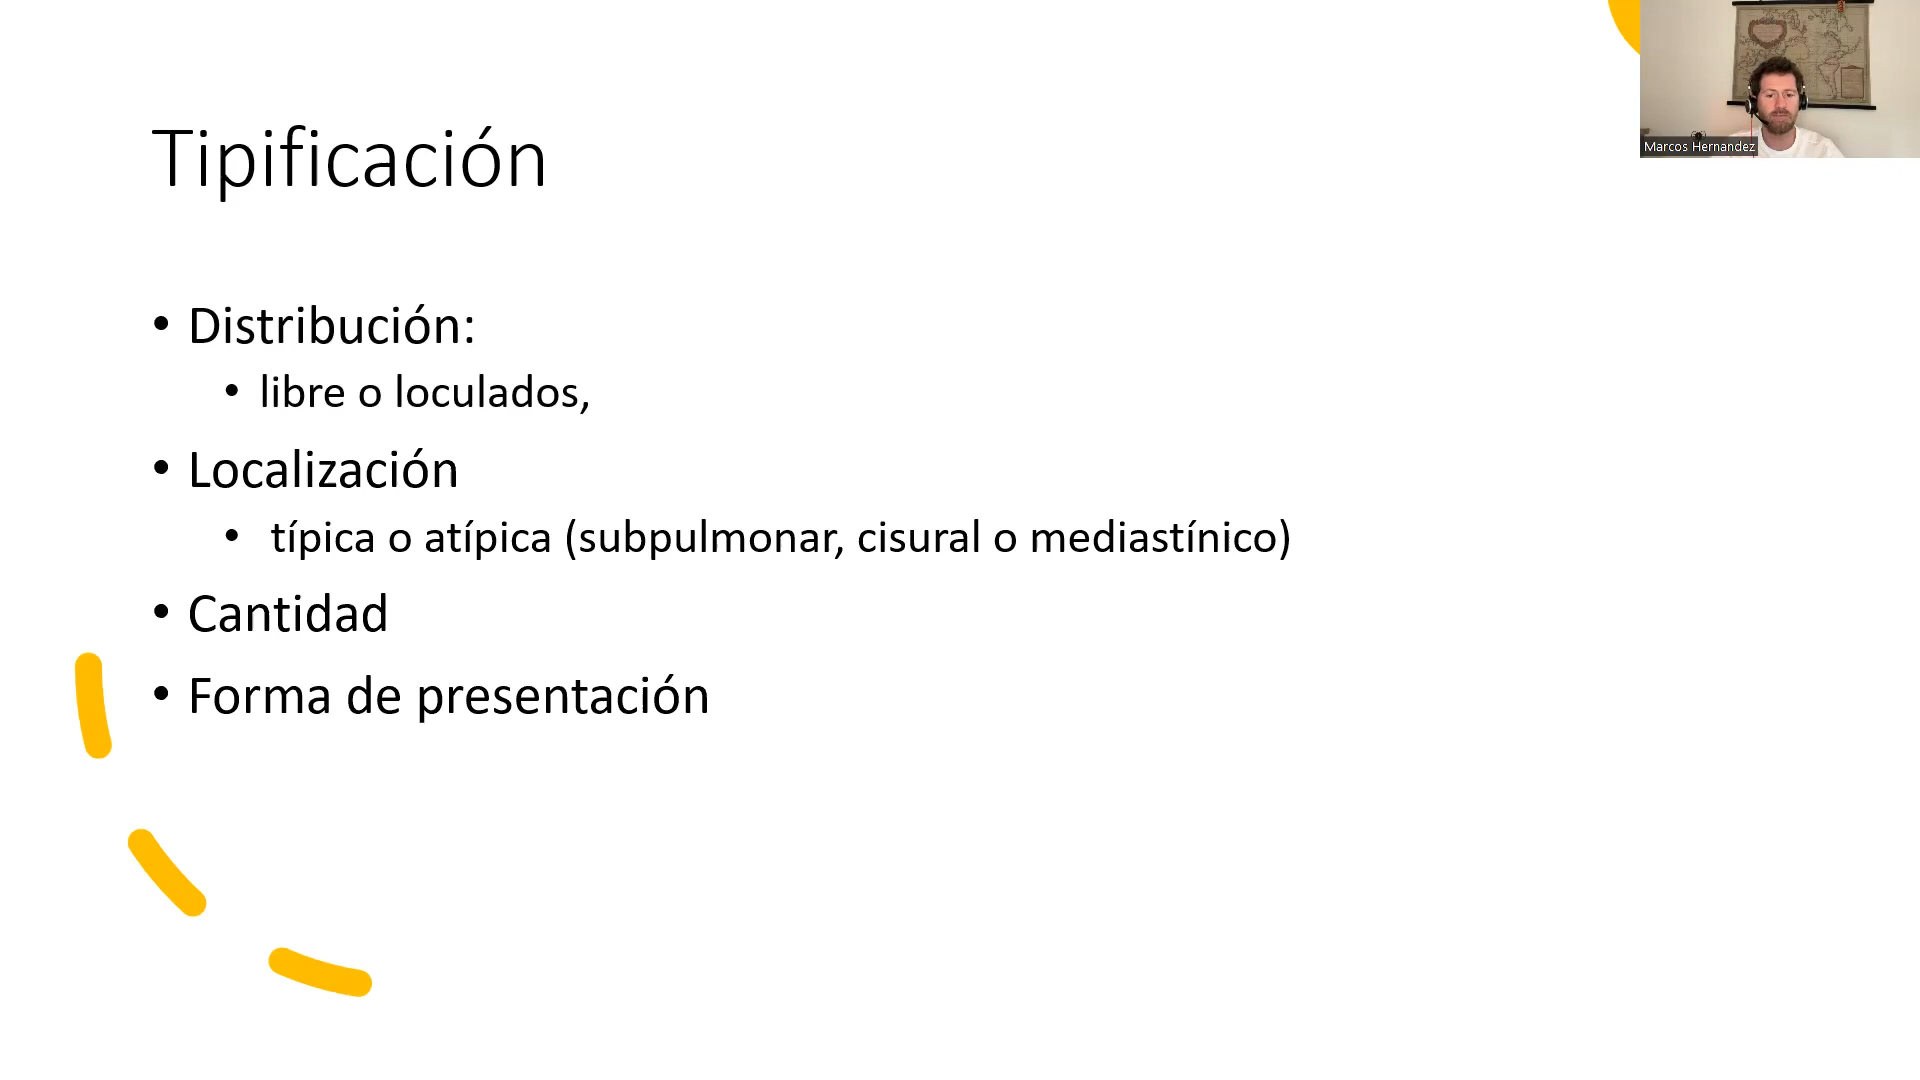 Tipificación
• Distribución:
• libre o loculados,
• Localización
• típica o atípica (subpulmonar, cisural o mediastínico)
• Cantidad
• Forma de presentación
Marcos Hernandez